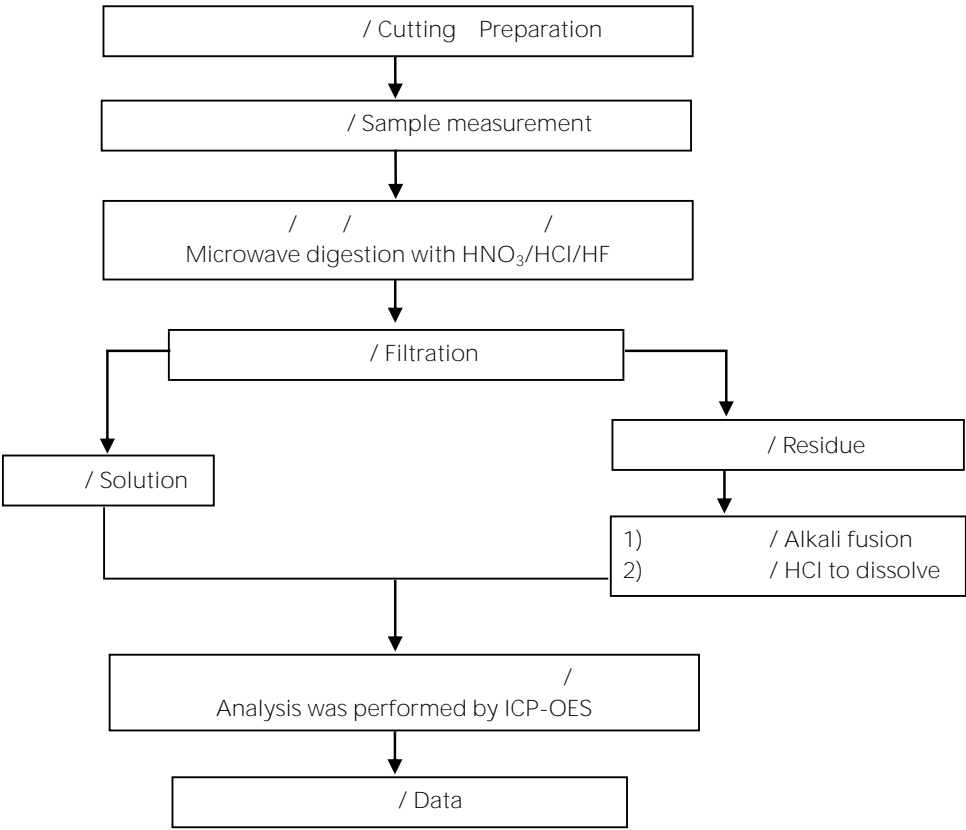 / Cutting Preparation
/ Sample measurement
/ / /
Microwave digestion with HNO₃/HCl/HF
/ Filtration
/ Residue
/ Solution
1) / Alkali fusion
2) / HCl to dissolve
/
Analysis was performed by ICP-OES
/ Data